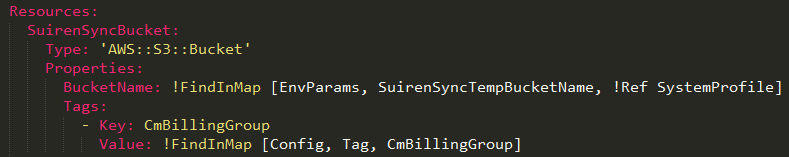 Resources:
  SuirenSyncBucket:
    Type: 'AWS::S3::Bucket'
    Properties:
      BucketName: !FindInMap [EnvParams, SuirenSyncTempBucketName, !Ref SystemProfile]
      Tags:
        - Key: CmBillingGroup
          Value: !FindInMap [Config, Tag, CmBillingGroup]